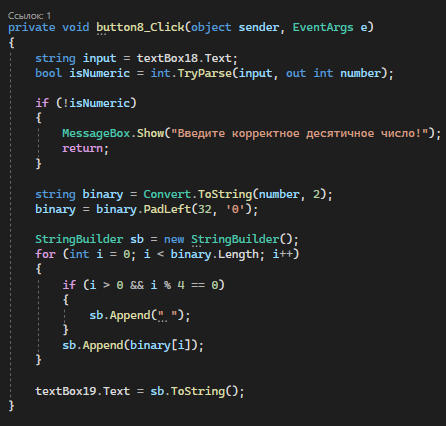 Ссылок: 1
private void button8_Click(object sender, EventArgs e)
{
    string input = textBox18.Text;
    bool isNumeric = int.TryParse(input, out int number);

    if (!isNumeric)
    {
        MessageBox.Show("Введите корректное десятичное число!");
        return;
    }

    string binary = Convert.ToString(number, 2);
    binary = binary.PadLeft(32, '0');

    StringBuilder sb = new StringBuilder();
    for (int i = 0; i < binary.Length; i++)
    {
        if (i > 0 && i % 4 == 0)
        {
            sb.Append(" ");
        }
        sb.Append(binary[i]);
    }

    textBox19.Text = sb.ToString();
}